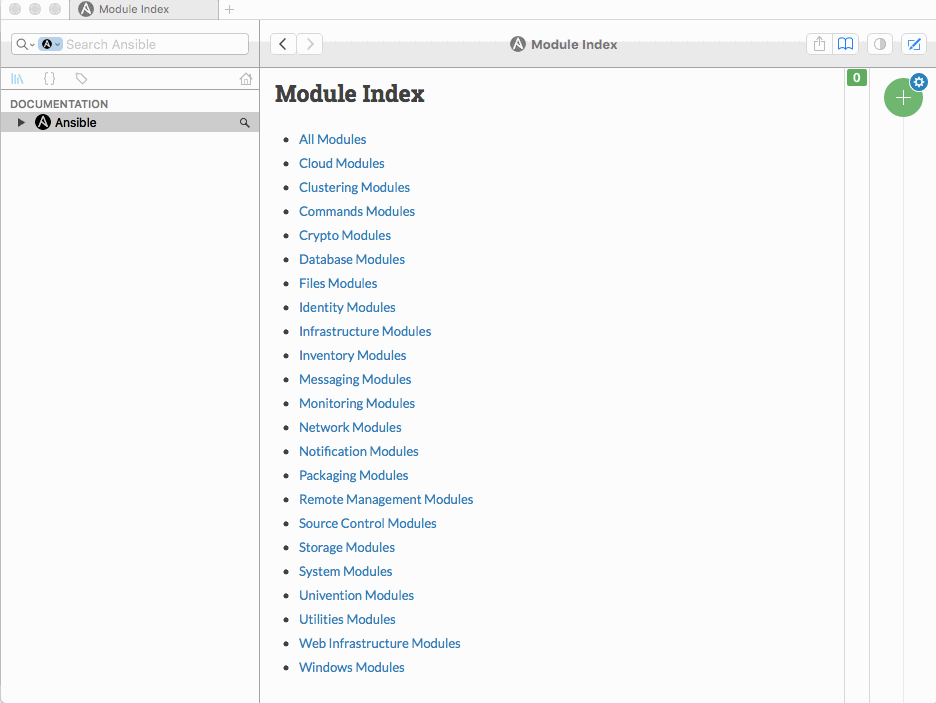 Module Index
Search Ansible
Module Index
DOCUMENTATION
Ansible
0
Module Index
All Modules
Cloud Modules
Clustering Modules
Commands Modules
Crypto Modules
Database Modules
Files Modules
Identity Modules
Infrastructure Modules
Inventory Modules
Messaging Modules
Monitoring Modules
Network Modules
Notification Modules
Packaging Modules
Remote Management Modules
Source Control Modules
Storage Modules
System Modules
Univention Modules
Utilities Modules
Web Infrastructure Modules
Windows Modules